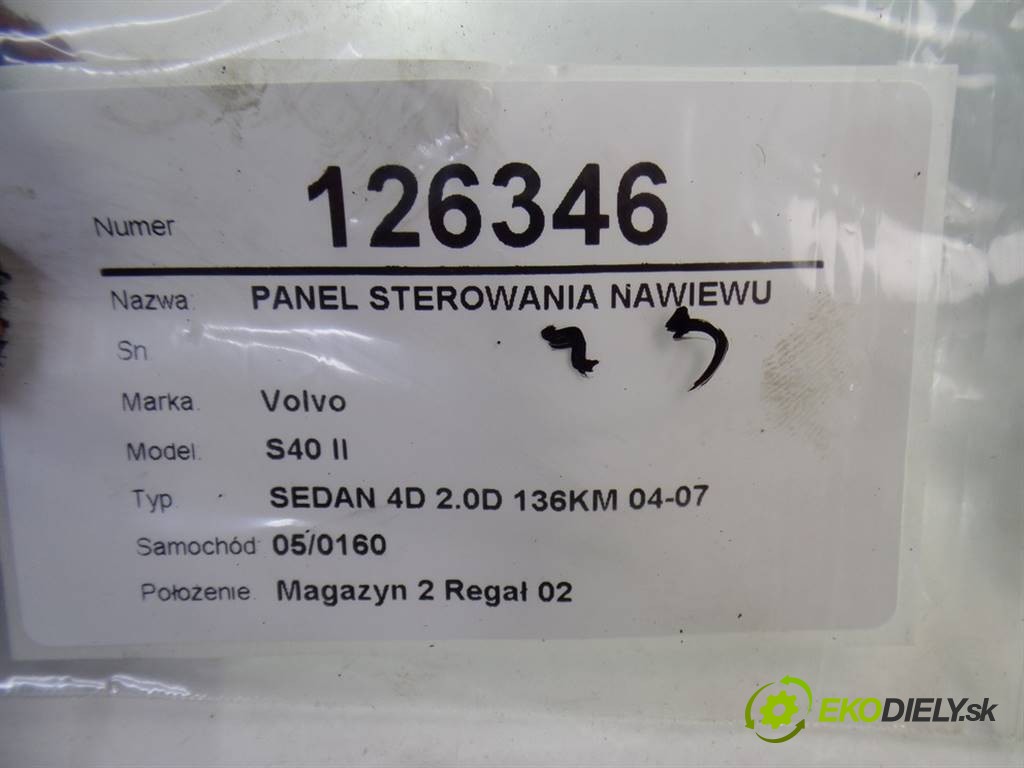 Numer 126346
Nazwa: PANEL STEROWANIA NAWIEWU
Sn
Marka: Volvo
Model: S40 II
Typ SEDAN 4D 2.0D 136KM 04-07
Samochód 05/0160
Położenie. Magazyn 2 Regał 02
EKODIELY.sk